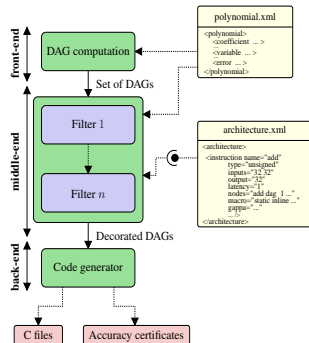 polynomial.xml
<polynomial>
<coefficient ... >
...
<variable ... >
<error ... >
</polynomial>
front-end
DAG computation
Set of DAGs
middle-end
Filter 1
Filter n
architecture.xml
<architecture>
<instruction name="add"
type="unsigned"
inputs="32 32"
output="32"
latency="1"
nodes="add dag 1 ..."
macro="static inline ..."
gappa="..."
... />
</architecture>
Decorated DAGs
back-end
Code generator
C files
Accuracy certificates